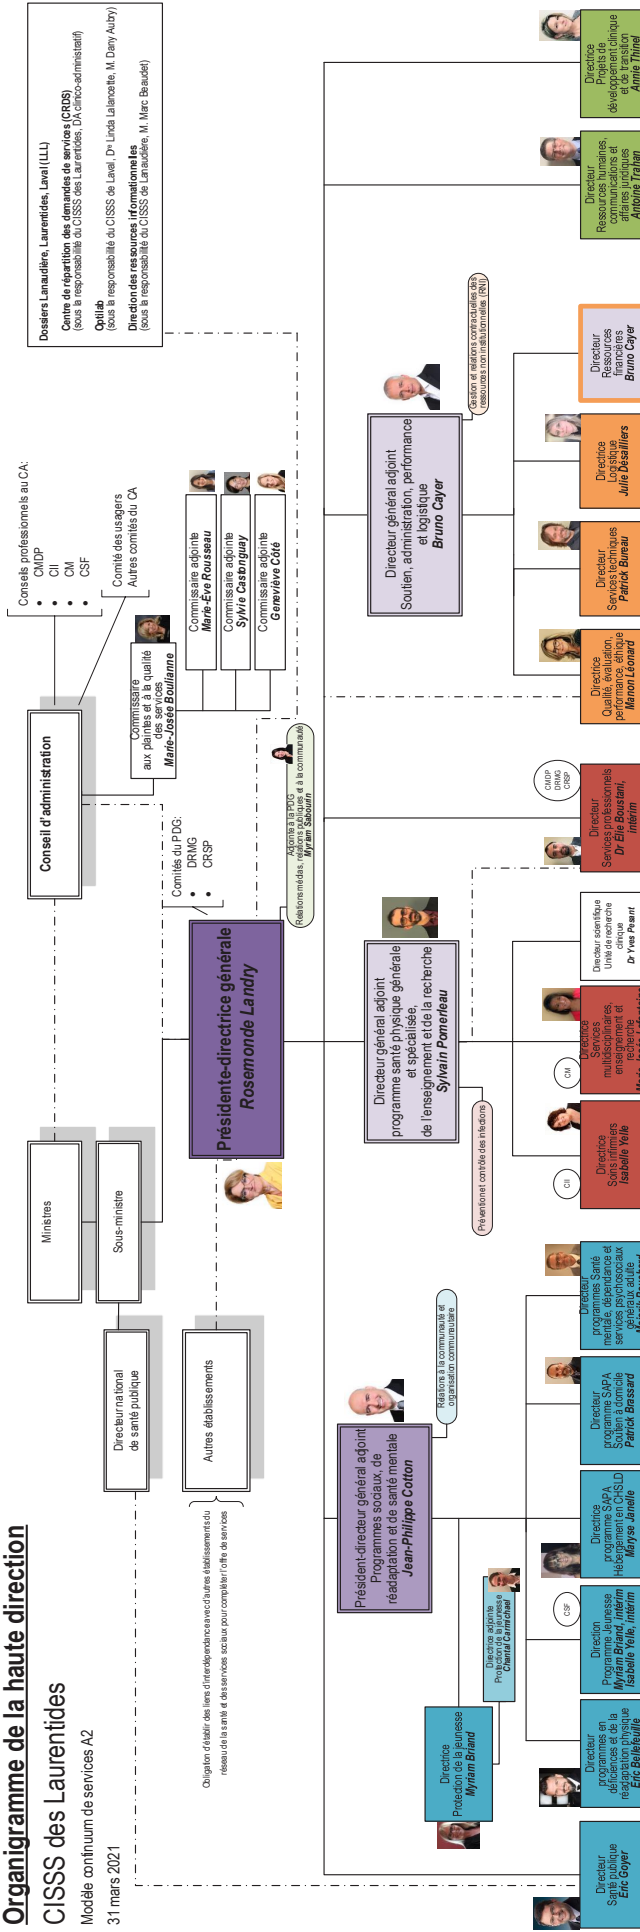 Organigramme de la haute direction
CISSS des Laurentides
Modèle continuum de services A2
31 mars 2021
Dossiers Lanaudière, Laurentides, Laval (LLL)
Centre de répartition des demandes de services (CRDS)
(sous la responsabilité du CISSS des Laurentides, DA clinico-administratif)
Optilab
(sous la responsabilité du CISSS de Laval, Dre Linda Lalancette, M. Dany Aubry)
Direction des ressources informationnelles
(sous la responsabilité du CISSS de Lanaudière, M. Marc Beaudet)
Ministres
Sous-ministre
Directeur national
de santé publique
Autres établissements
Obligation d'établir des liens d'interdépendance avec d'autres établissements du
réseau de la santé et des services sociaux pour compléter l'offre de services
Conseil d'administration
Conseils professionnels au CA:
• CMDP
• CII
• CM
• CSF
Comité des usagers
Autres comités du CA
Commissaire
aux plaintes et à la qualité
des services
Marie-Josée Boulianne
Commissaire adjointe
Marie-Ève Rousseau
Commissaire adjointe
Sylvie Castonguay
Commissaire adjointe
Geneviève Côté
Comités du PDG:
• DRMG
• CRSP
Présidente-directrice générale
Rosemonde Landry
Adjointe à la PDG
Relations médias, relations publiques et à la communauté
Myriam Sabourin
Président-directeur général adjoint
Programmes sociaux, de
réadaptation et de santé mentale
Jean-Philippe Cotton
Relations à la communauté et
organisation communautaire
Directeur général adjoint
programme santé physique générale
et spécialisée,
de l'enseignement et de la recherche
Sylvain Pomerleau
Prévention et contrôle des infections
Directeur général adjoint
Soutien, administration, performance
et logistique
Bruno Cayer
Gestion et relations contractuelles des
ressources non institutionnelles (RNI)
Directrice
Protection de la jeunesse
Myriam Briand
Directrice adjointe
Protection de la jeunesse
Chantal Carmichael
Directeur
Santé publique
Eric Goyer
Directeur
programmes en
déficiences et de la
réadaptation physique
Eric Bellefeuille
CSF
Direction
Programme Jeunesse
Myriam Briand, intérim
Isabelle Yelle, intérim
Directrice
programme SAPA
Hébergement en CHSLD
Maryse Janelle
Directeur
programme SAPA
Soutien à domicile
Patrick Brassard
Directeur
programmes Santé
mentale, dépendance et
services psychosociaux
généraux adulte
CII
Directrice
Soins infirmiers
Isabelle Yelle
CM
Directrice
Services
multidisciplinaires,
enseignement et
recherche
Directeur scientifique
Unité de recherche
clinique
Dr Yves Pesant
CMDP
DRMG
CRSP
Directeur
Services professionnels
Dr Élie Boustani,
intérim
Directrice
Qualité, évaluation,
performance, éthique
Manon Léonard
Directeur
Services techniques
Patrick Bureau
Directrice
Logistique
Julie Désailliers
Directeur
Ressources
financières
Bruno Cayer
Directeur
Ressources humaines,
communications et
affaires juridiques
Antoine Trahan
Directrice
Projets de
développement clinique
et de transition
Annie Thinel